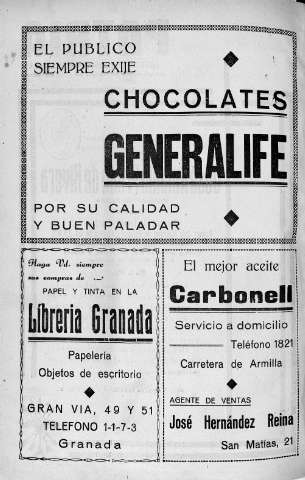 EL PUBLICO
SIEMPRE EXIJE
CHOCOLATES
GENERALIFE
POR SU CALIDAD
Y BUEN PALADAR
Haga Vd. siempre
sus compras de
PAPEL Y TINTA EN LA
Librería Granada
Papelería
Objetos de escritorio
GRAN VIA, 49 Y 51
TELEFONO 1-1-7-3
Granada
El mejor aceite
Carbonell
Servicio a domicilio
Teléfono 1821
Carretera de Armilla
AGENTE DE VENTAS
José Hernández Reina
San Matías, 21